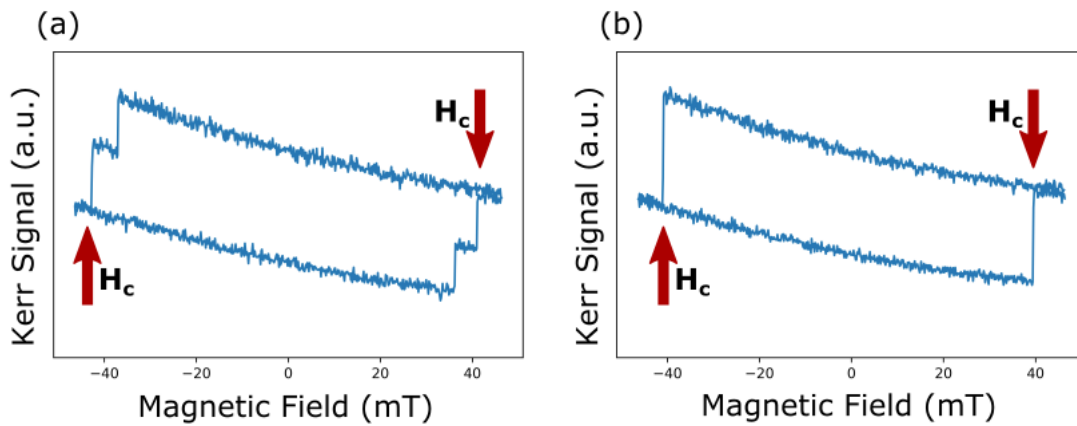 (a)
Kerr Signal (a.u.)
Hc
Hc
−40 −20 0 20 40
Magnetic Field (mT)
(b)
Kerr Signal (a.u.)
Hc
Hc
−40 −20 0 20 40
Magnetic Field (mT)